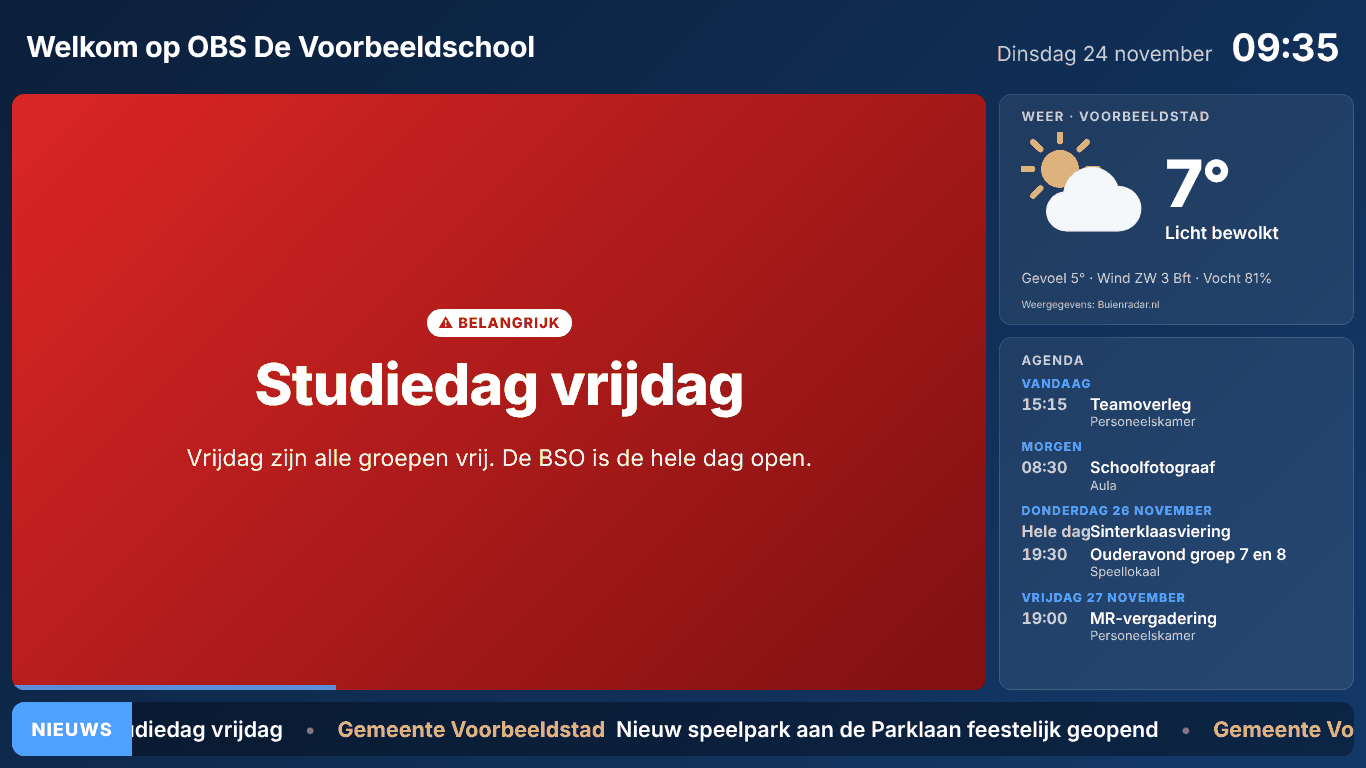 Welkom op OBS De Voorbeeldschool
Dinsdag 24 november 09:35
⚠ BELANGRIJK
Studiedag vrijdag
Vrijdag zijn alle groepen vrij. De BSO is de hele dag open.
WEER · VOORBEELDSTAD
7°
Licht bewolkt
Gevoel 5° · Wind ZW 3 Bft · Vocht 81%
Weergegevens: Buienradar.nl
AGENDA
VANDAAG
15:15 Teamoverleg
Personeelskamer
MORGEN
08:30 Schoolfotograaf
Aula
DONDERDAG 26 NOVEMBER
Hele dag Sinterklaasviering
19:30 Ouderavond groep 7 en 8
Speellokaal
VRIJDAG 27 NOVEMBER
19:00 MR-vergadering
Personeelskamer
NIEUWS diedag vrijdag • Gemeente Voorbeeldstad Nieuw speelpark aan de Parklaan feestelijk geopend • Gemeente Vo